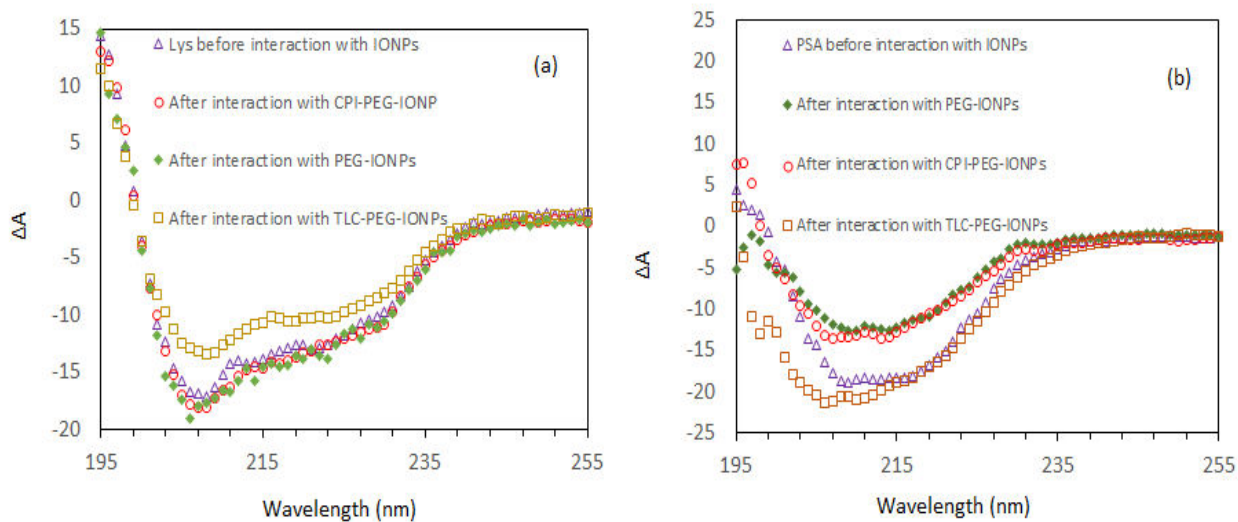 (a)
Lys before interaction with IONPs
After interaction with CPI-PEG-IONP
After interaction with PEG-IONPs
After interaction with TLC-PEG-IONPs
15
10
5
0
-5
-10
-15
-20
ΔA
195
215
235
255
Wavelength (nm)
(b)
PSA before interaction with IONPs
After interaction with PEG-IONPs
After interaction with CPI-PEG-IONPs
After interaction with TLC-PEG-IONPs
25
20
15
10
5
0
-5
-10
-15
-20
-25
ΔA
195
215
235
255
Wavelength (nm)